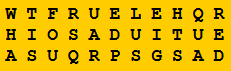 W T F R U E L E H Q R
H I O S A D U I T U E
A S U Q R P S G S A D